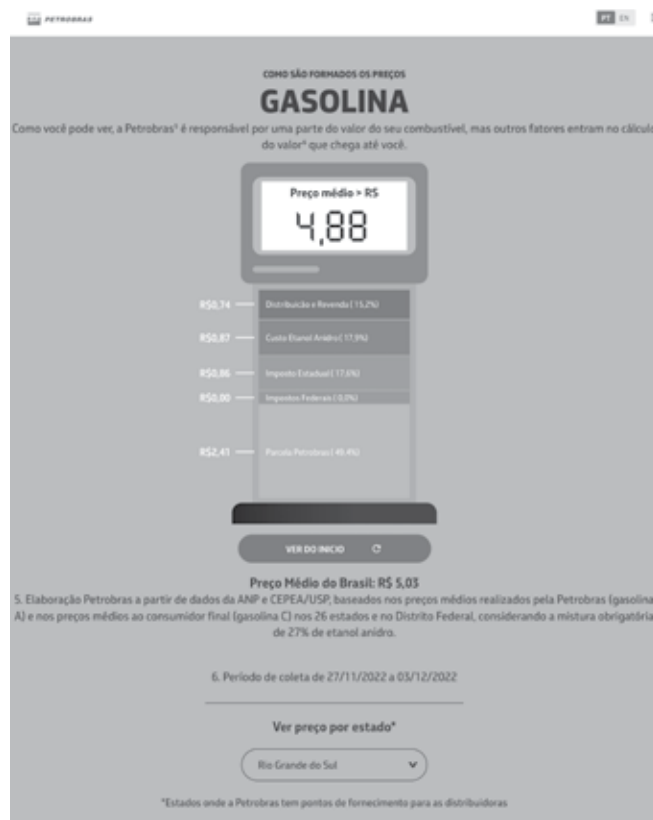 PETROBRAS
PT EN
COMO SÃO FORMADOS OS PREÇOS
GASOLINA
Como você pode ver, a Petrobras⁵ é responsável por uma parte do valor do seu combustível, mas outros fatores entram no cálculo
do valor⁶ que chega até você.
Preço médio > R$
4,88
R$0,74 Distribuição e Revenda ( 15,2%)
R$0,87 Custo Etanol Anidro ( 17,9%)
R$0,86 Imposto Estadual ( 17,6%)
R$0,00 Impostos Federais ( 0,0%)
R$2,41 Parcela Petrobras ( 49,4%)
VER DO INICIO
Preço Médio do Brasil: R$ 5,03
5. Elaboração Petrobras a partir de dados da ANP e CEPEA/USP, baseados nos preços médios realizados pela Petrobras (gasolina
A) e nos preços médios ao consumidor final (gasolina C) nos 26 estados e no Distrito Federal, considerando a mistura obrigatória
de 27% de etanol anidro.
6. Período de coleta de 27/11/2022 a 03/12/2022
Ver preço por estado*
Rio Grande do Sul
*Estados onde a Petrobras tem pontos de fornecimento para as distribuidoras